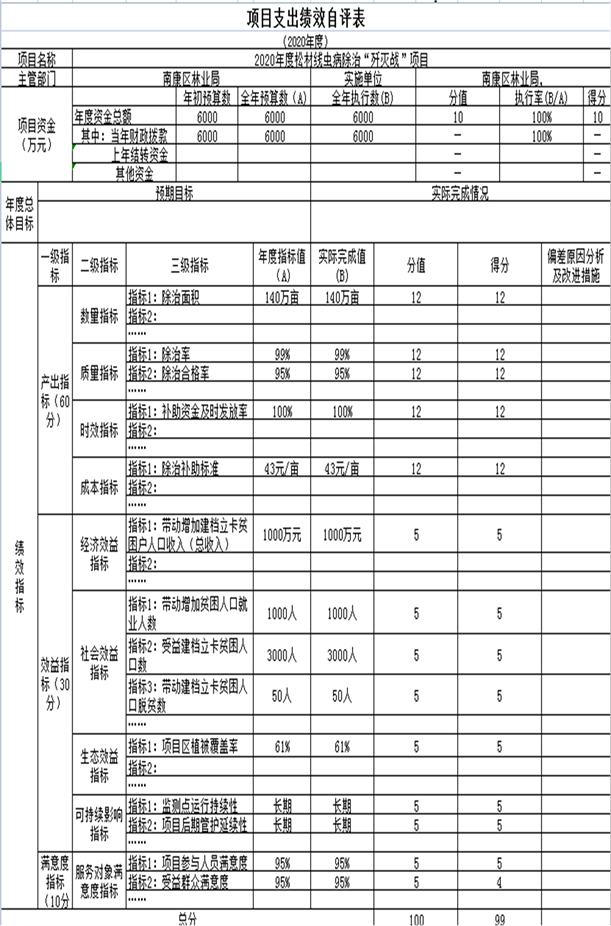 项目支出绩效自评表
（2020年度）
项目名称 2020年度松材线虫病除治“歼灭战”项目
主管部门 南康区林业局 实施单位 南康区林业局.
项目资金（万元） 年初预算数 全年预算数（A） 全年执行数(B) 分值 执行率(B/A) 得分
年度资金总额 6000 6000 6000 10 100% 10
其中：当年财政拨款 6000 6000 6000 － 100% －
上年结转资金 － －
其他资金 － －
年度总体目标 预期目标 实际完成情况
绩效指标
一级指标 二级指标 三级指标 年度指标值（A） 实际完成值（B） 分值 得分 偏差原因分析及改进措施
产出指标（60分）
数量指标 指标1：除治面积 140万亩 140万亩 12 12
指标2：
……
质量指标 指标1：除治率 99% 99% 12 12
指标2：除治合格率 95% 95% 12 12
……
时效指标 指标1：补助资金及时发放率 100% 100% 12 12
指标2：
……
成本指标 指标1：除治补助标准 43元/亩 43元/亩 12 12
指标2：
……
效益指标（30分）
经济效益指标 指标1：带动增加建档立卡贫困户人口收入（总收入） 1000万元 1000万元 5 5
指标2：
……
社会效益指标 指标1：带动增加贫困人口就业人数 1000人 1000人 5 5
指标2：受益建档立卡贫困人口数 3000人 3000人 5 5
指标3：带动建档立卡贫困人口脱贫数 50人 50人 5 5
……
生态效益指标 指标1：项目区植被覆盖率 61% 61% 5 5
指标2：
……
可持续影响指标 指标1：监测点运行持续性 长期 长期 5 5
指标2：项目后期管护延续性 长期 长期 5 5
……
满意度指标（10分
服务对象满意度指标 指标1：项目参与人员满意度 95% 95% 5 5
指标2：受益群众满意度 95% 95% 5 4
……
总分 100 99